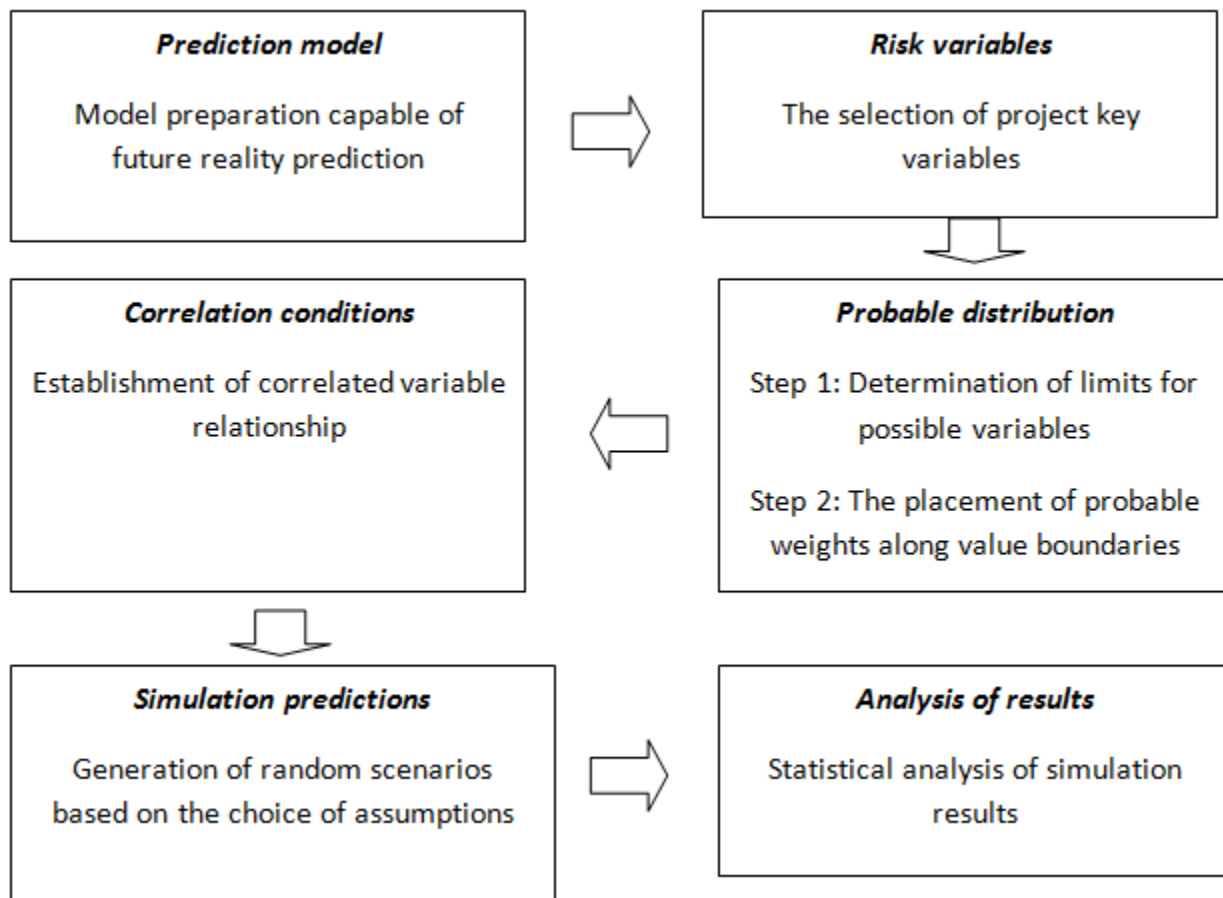 Prediction model
Model preparation capable of
future reality prediction
Risk variables
The selection of project key
variables
Probable distribution
Step 1: Determination of limits for
possible variables
Step 2: The placement of probable
weights along value boundaries
Correlation conditions
Establishment of correlated variable
relationship
Simulation predictions
Generation of random scenarios
based on the choice of assumptions
Analysis of results
Statistical analysis of simulation
results